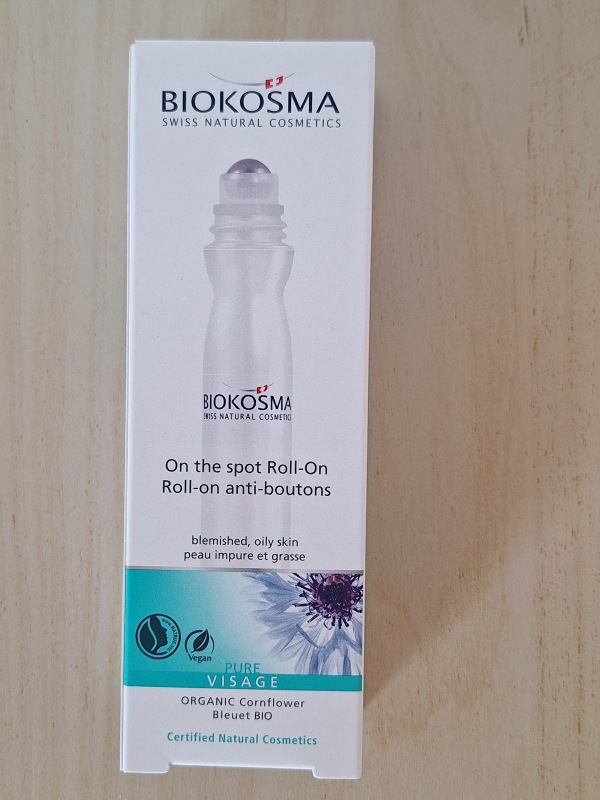 BIOKOSMA
SWISS NATURAL COSMETICS
BIOKOSMA
SWISS NATURAL COSMETICS
On the spot Roll-On
Roll-on anti-boutons
blemished, oily skin
peau impure et grasse
Vegan
PURE
VISAGE
ORGANIC Cornflower
Bleuet BIO
Certified Natural Cosmetics